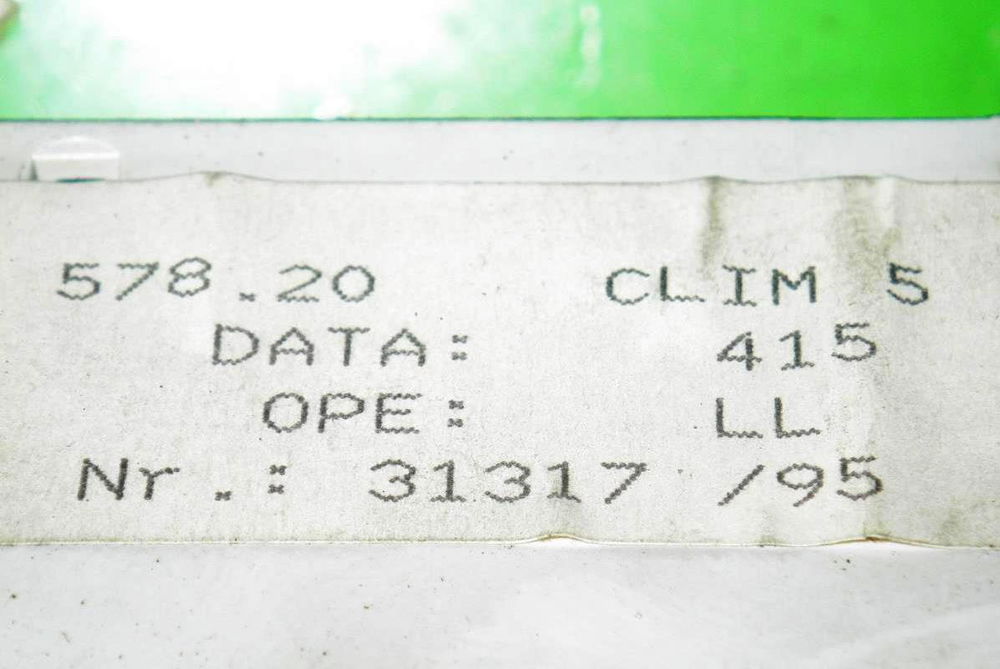 578.20 CLIM 5
DATA: 415
OPE: LL
Nr.: 31317 /95